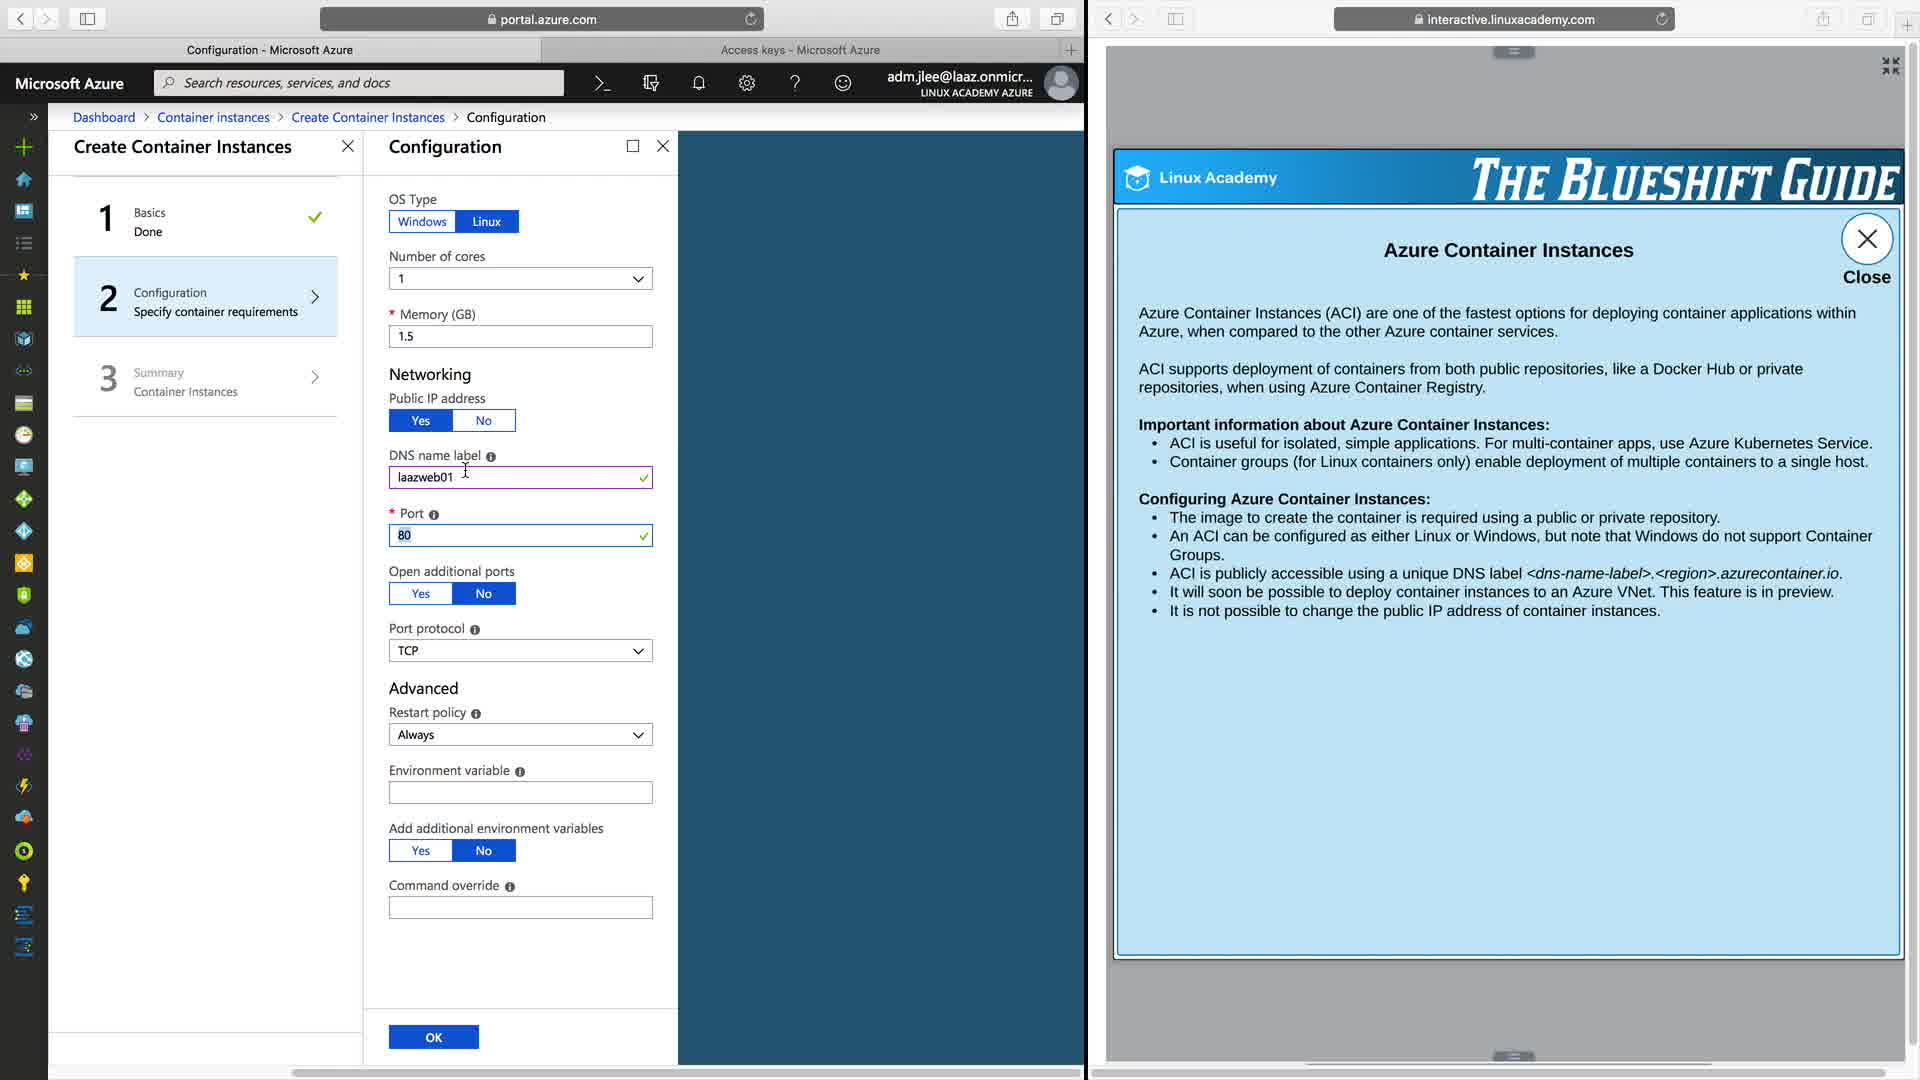 portal.azure.com
Configuration - Microsoft Azure
Access keys - Microsoft Azure
Microsoft Azure
Search resources, services, and docs
adm.jlee@laaz.onmicr...
LINUX ACADEMY AZURE
Dashboard > Container instances > Create Container Instances > Configuration
Create Container Instances
1
Basics
Done
2
Configuration
Specify container requirements
3
Summary
Container Instances
Configuration
OS Type
Windows Linux
Number of cores
1
* Memory (GB)
1.5
Networking
Public IP address
Yes No
DNS name label
laazweb01
* Port
80
Open additional ports
Yes No
Port protocol
TCP
Advanced
Restart policy
Always
Environment variable
Add additional environment variables
Yes No
Command override
OK
interactive.linuxacademy.com
Linux Academy
THE BLUESHIFT GUIDE
Azure Container Instances
Close
Azure Container Instances (ACI) are one of the fastest options for deploying container applications within
Azure, when compared to the other Azure container services.
ACI supports deployment of containers from both public repositories, like a Docker Hub or private
repositories, when using Azure Container Registry.
Important information about Azure Container Instances:
• ACI is useful for isolated, simple applications. For multi-container apps, use Azure Kubernetes Service.
• Container groups (for Linux containers only) enable deployment of multiple containers to a single host.
Configuring Azure Container Instances:
• The image to create the container is required using a public or private repository.
• An ACI can be configured as either Linux or Windows, but note that Windows do not support Container
Groups.
• ACI is publicly accessible using a unique DNS label <dns-name-label>.<region>.azurecontainer.io.
• It will soon be possible to deploy container instances to an Azure VNet. This feature is in preview.
• It is not possible to change the public IP address of container instances.